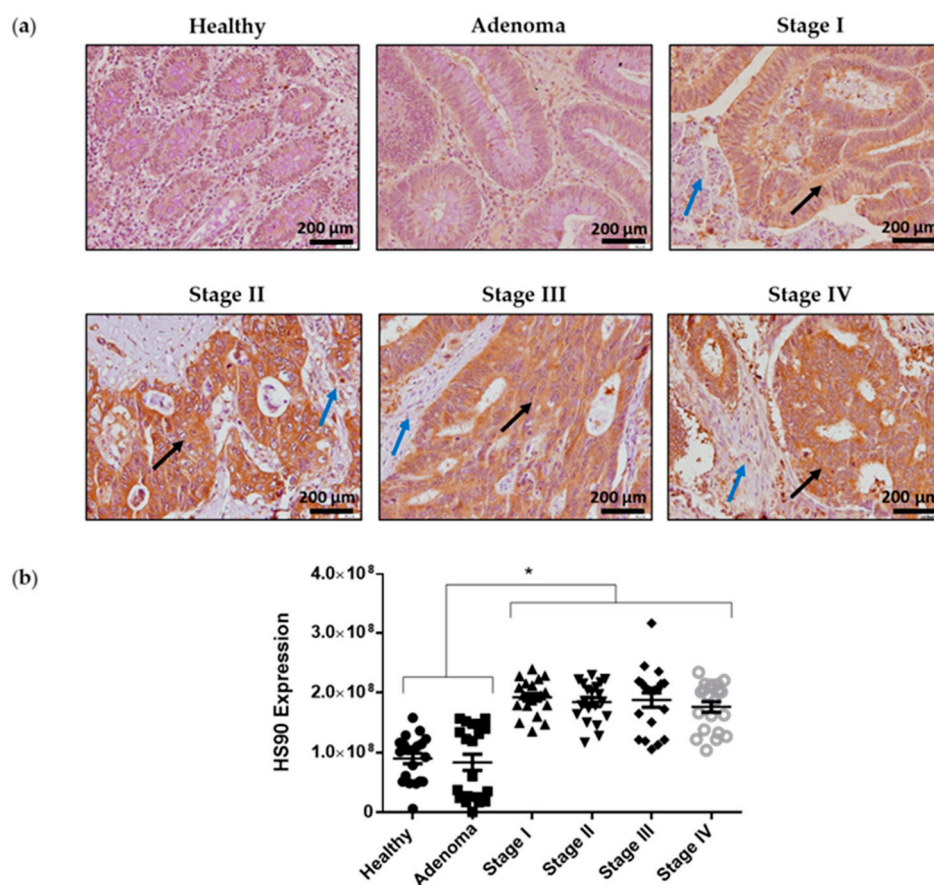 (a)
Healthy
Adenoma
Stage I
200 µm
200 µm
200 µm
Stage II
Stage III
Stage IV
200 µm
200 µm
200 µm
(b)
HS90 Expression
4.0×10⁸
3.0×10⁸
2.0×10⁸
1.0×10⁸
0
*
Healthy
Adenoma
Stage I
Stage II
Stage III
Stage IV